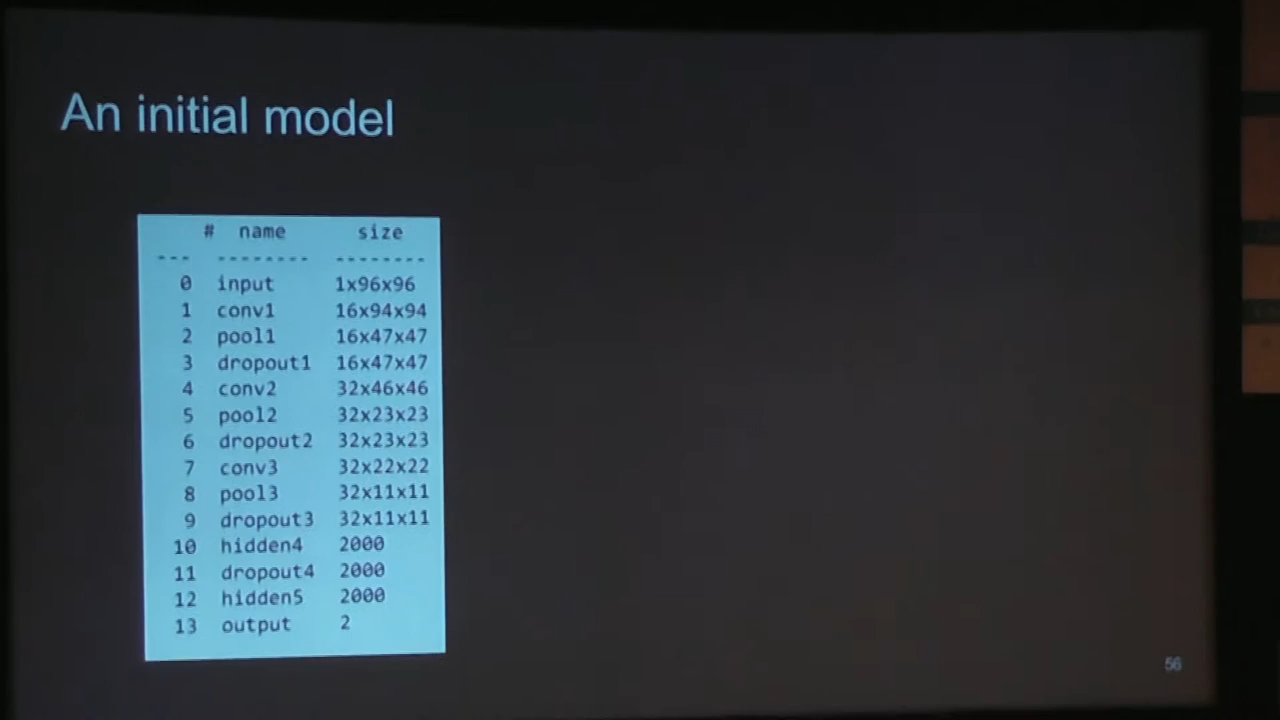 An initial model
# name size
--- -------- --------
0 input 1x96x96
1 conv1 16x94x94
2 pool1 16x47x47
3 dropout1 16x47x47
4 conv2 32x46x46
5 pool2 32x23x23
6 dropout2 32x23x23
7 conv3 32x22x22
8 pool3 32x11x11
9 dropout3 32x11x11
10 hidden4 2000
11 dropout4 2000
12 hidden5 2000
13 output 2
56